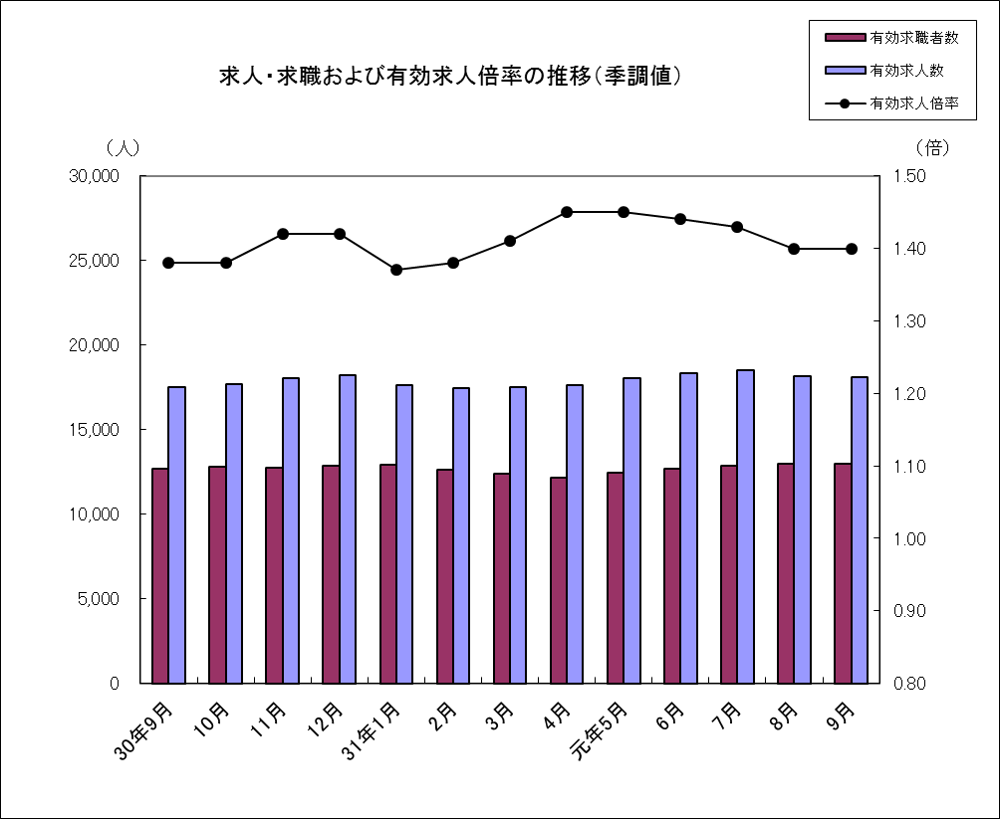 有効求職者数
有効求人数
有効求人倍率
求人・求職および有効求人倍率の推移（季調値）
（人）
（倍）
30,000
25,000
20,000
15,000
10,000
5,000
0
1.50
1.40
1.30
1.20
1.10
1.00
0.90
0.80
30年9月
10月
11月
12月
31年1月
2月
3月
4月
元年5月
6月
7月
8月
9月